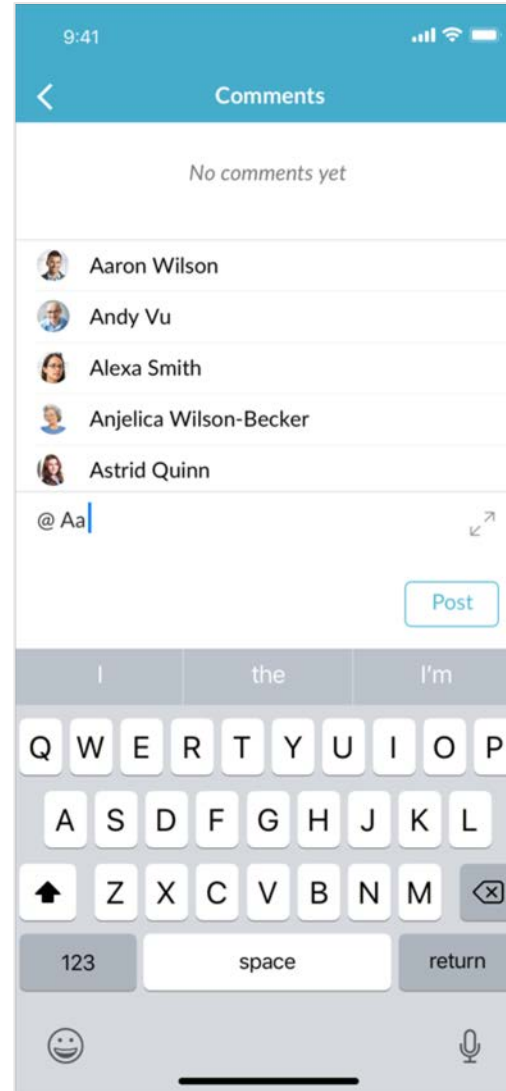 9:41
Comments
No comments yet
Aaron Wilson
Andy Vu
Alexa Smith
Anjelica Wilson-Becker
Astrid Quinn
@ Aa
Post
I the I'm
Q W E R T Y U I O P
A S D F G H J K L
Z X C V B N M
123 space return